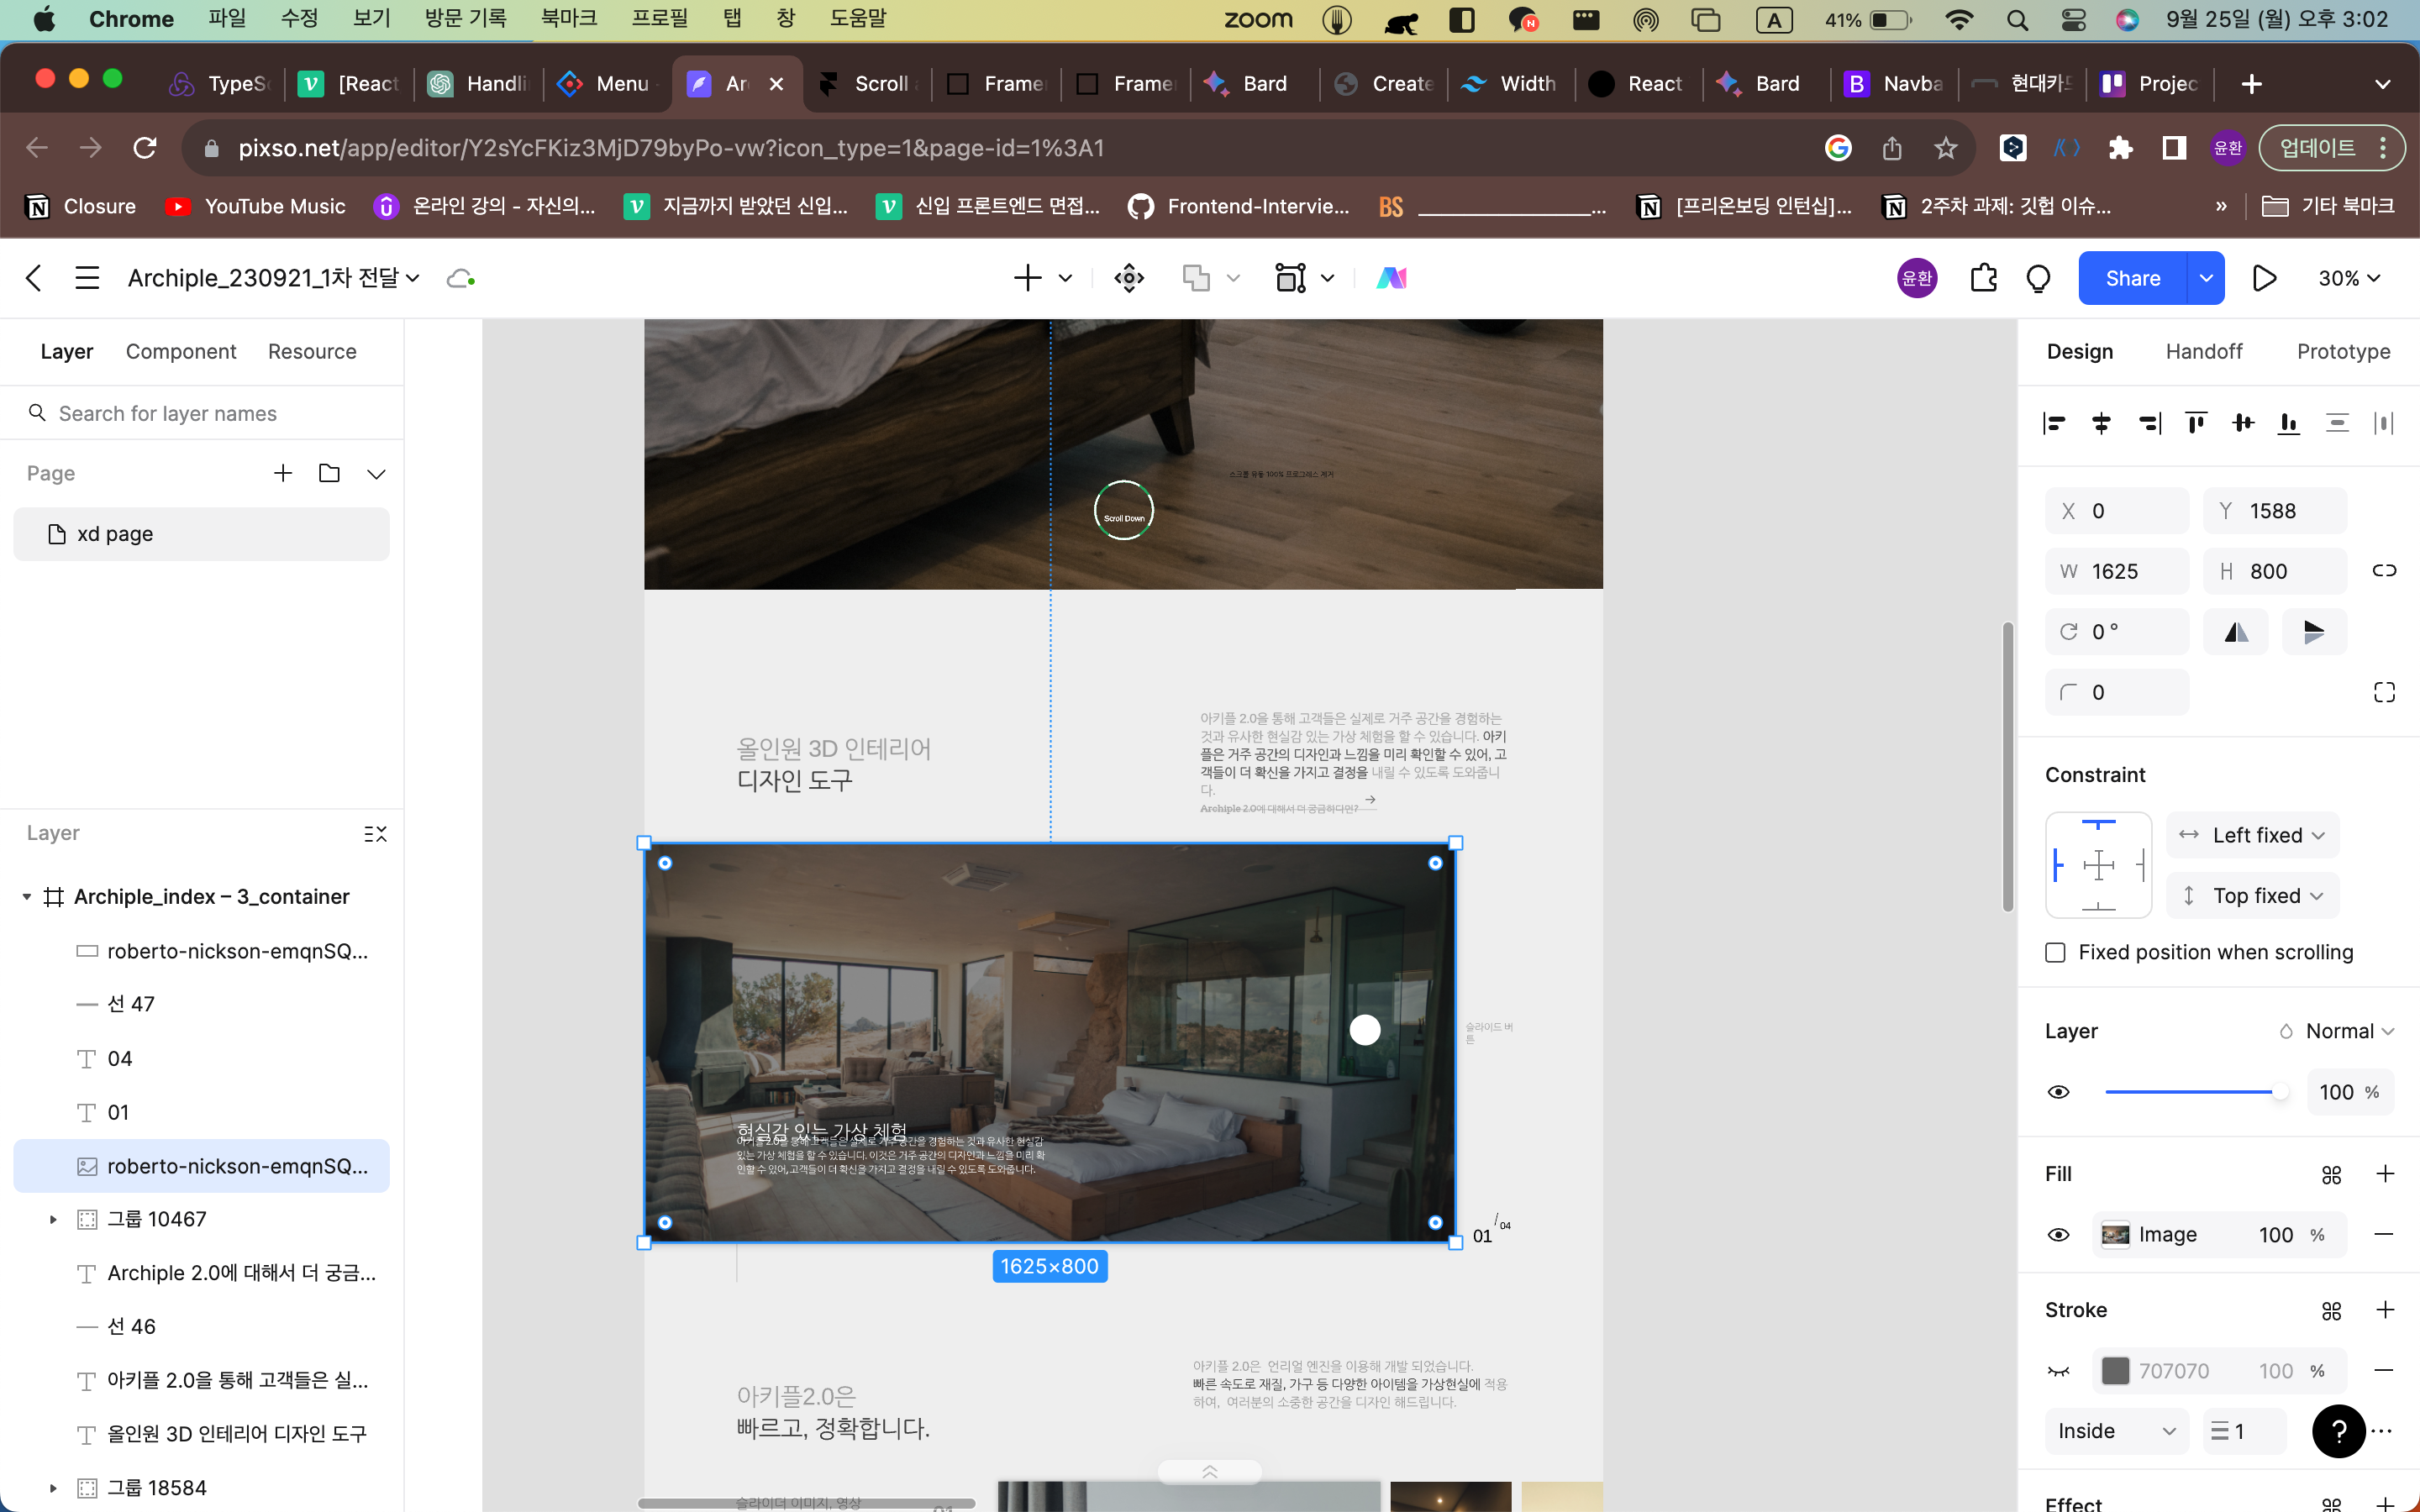 Chrome 파일 수정 보기 방문 기록 북마크 프로필 탭 창 도움말 zoom A 41% 9월 25일 (월) 오후 3:02
TypeSc [React Handli Menu Ar Scroll Frame Frame Bard Create Width React Bard Navba 현대카드 Projec
pixso.net/app/editor/Y2sYcFKiz3MjD79byPo-vw?icon_type=1&page-id=1%3A1 윤환 업데이트
Closure YouTube Music 온라인 강의 - 자신의... 지금까지 받았던 신입... 신입 프론트엔드 면접... Frontend-Intervie... BS ... [프리온보딩 인턴십]... 2주차 과제: 깃헙 이슈... » 기타 북마크
Archiple_230921_1차 전달 윤환 Share 30%
Layer Component Resource
Search for layer names
Page
xd page
Layer
Archiple_index – 3_container
roberto-nickson-emqnSQ...
선 47
04
01
roberto-nickson-emqnSQ...
그룹 10467
Archiple 2.0에 대해서 더 궁금...
선 46
아키플 2.0을 통해 고객들은 실...
올인원 3D 인테리어 디자인 도구
그룹 18584
스크롤 유동 100% 프로그래스 제거
Scroll Down
올인원 3D 인테리어
디자인 도구
아키플 2.0을 통해 고객들은 실제로 거주 공간을 경험하는
것과 유사한 현실감 있는 가상 체험을 할 수 있습니다. 아키
플은 거주 공간의 디자인과 느낌을 미리 확인할 수 있어, 고
객들이 더 확신을 가지고 결정을 내릴 수 있도록 도와줍니
다.
Archiple 2.0에 대해서 더 궁금하다면?
슬라이드 버
튼
현실감 있는 가상 체험
아키플 2.0을 통해 고객들은 실제로 거주 공간을 경험하는 것과 유사한 현실감
있는 가상 체험을 할 수 있습니다. 이것은 거주 공간의 디자인과 느낌을 미리 확
인할 수 있어, 고객들이 더 확신을 가지고 결정을 내릴 수 있도록 도와줍니다.
01 / 04
1625×800
아키플2.0은
빠르고, 정확합니다.
아키플 2.0은 언리얼 엔진을 이용해 개발 되었습니다.
빠른 속도로 재질, 가구 등 다양한 아이템을 가상현실에 적용
하여, 여러분의 소중한 공간을 디자인 해드립니다.
슬라이더 이미지, 영상
Design Handoff Prototype
X 0 Y 1588
W 1625 H 800
0 °
0
Constraint
Left fixed
Top fixed
Fixed position when scrolling
Layer Normal
100 %
Fill
Image 100 %
Stroke
707070 100 %
Inside 1 ?
Effect